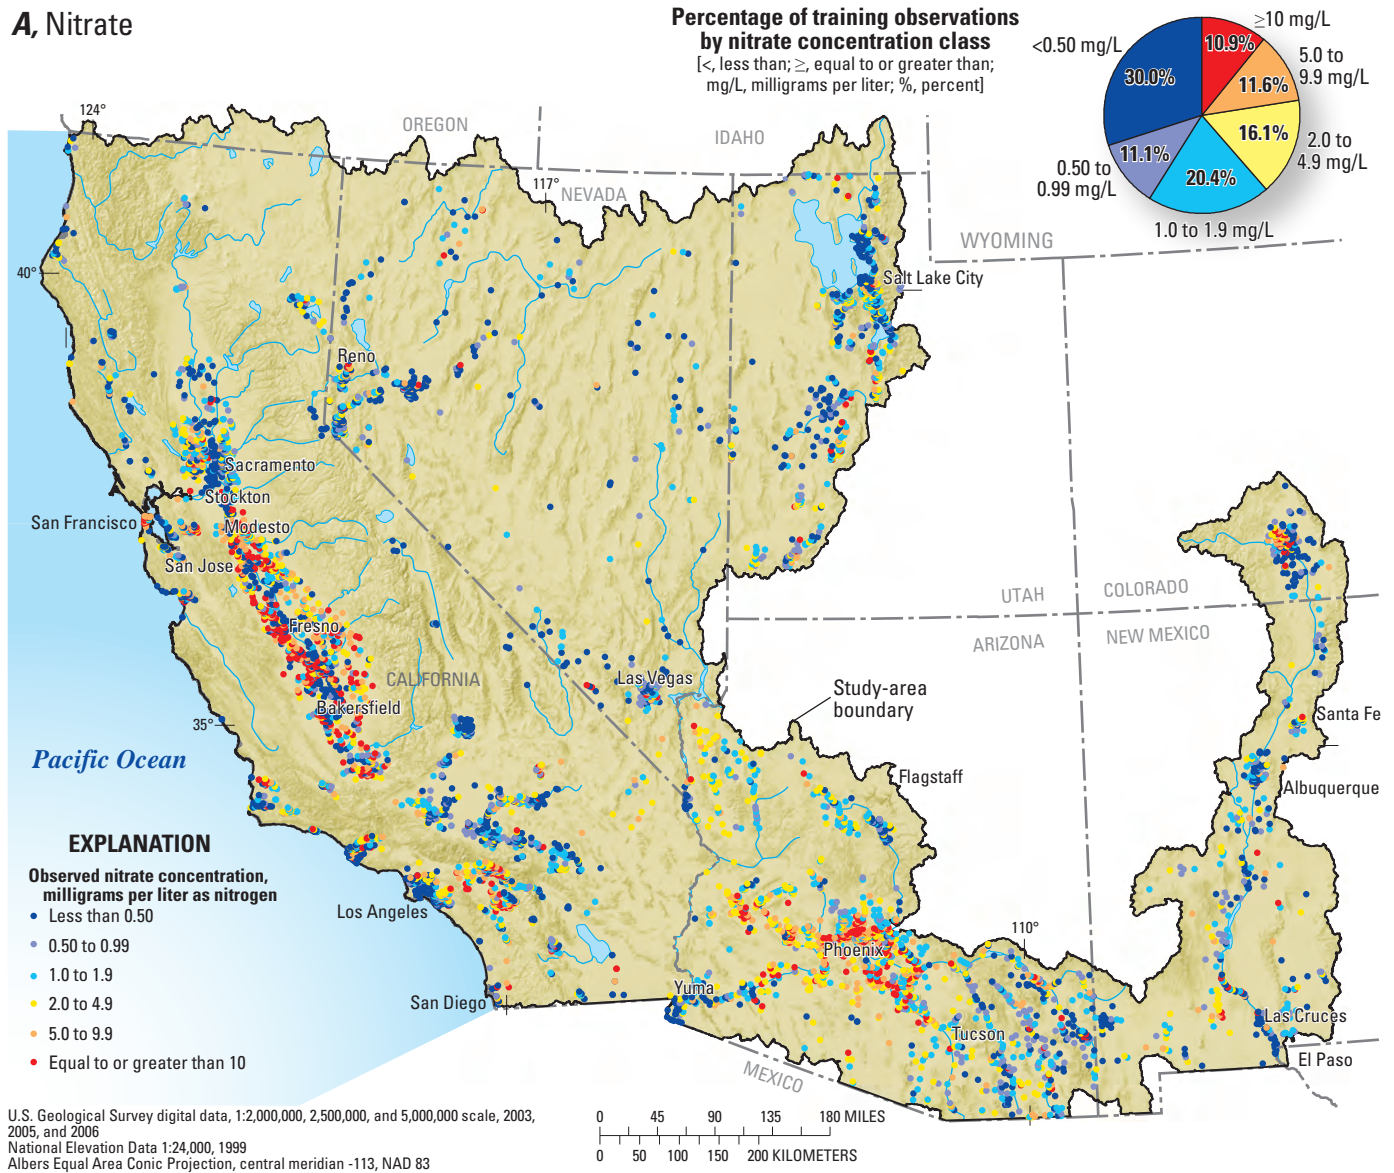 A, Nitrate
Percentage of training observations
by nitrate concentration class
[<, less than; ≥, equal to or greater than;
mg/L, milligrams per liter; %, percent]
≥10 mg/L
<0.50 mg/L
10.9%
5.0 to
9.9 mg/L
30.0%
11.6%
16.1%
2.0 to
4.9 mg/L
11.1%
0.50 to
0.99 mg/L
20.4%
1.0 to 1.9 mg/L
124°
OREGON
IDAHO
117°
NEVADA
WYOMING
40°
Salt Lake City
Reno
Sacramento
Stockton
San Francisco
Modesto
San Jose
UTAH
COLORADO
Fresno
ARIZONA
NEW MEXICO
CALIFORNIA
Las Vegas
Study-area
boundary
Bakersfield
Santa Fe
35°
Pacific Ocean
Flagstaff
Albuquerque
EXPLANATION
Observed nitrate concentration,
milligrams per liter as nitrogen
Less than 0.50
0.50 to 0.99
1.0 to 1.9
2.0 to 4.9
5.0 to 9.9
Equal to or greater than 10
Los Angeles
110°
Phoenix
San Diego
Yuma
Las Cruces
Tucson
El Paso
MEXICO
U.S. Geological Survey digital data, 1:2,000,000, 2,500,000, and 5,000,000 scale, 2003,
2005, and 2006
National Elevation Data 1:24,000, 1999
Albers Equal Area Conic Projection, central meridian -113, NAD 83
0 45 90 135 180 MILES
0 50 100 150 200 KILOMETERS